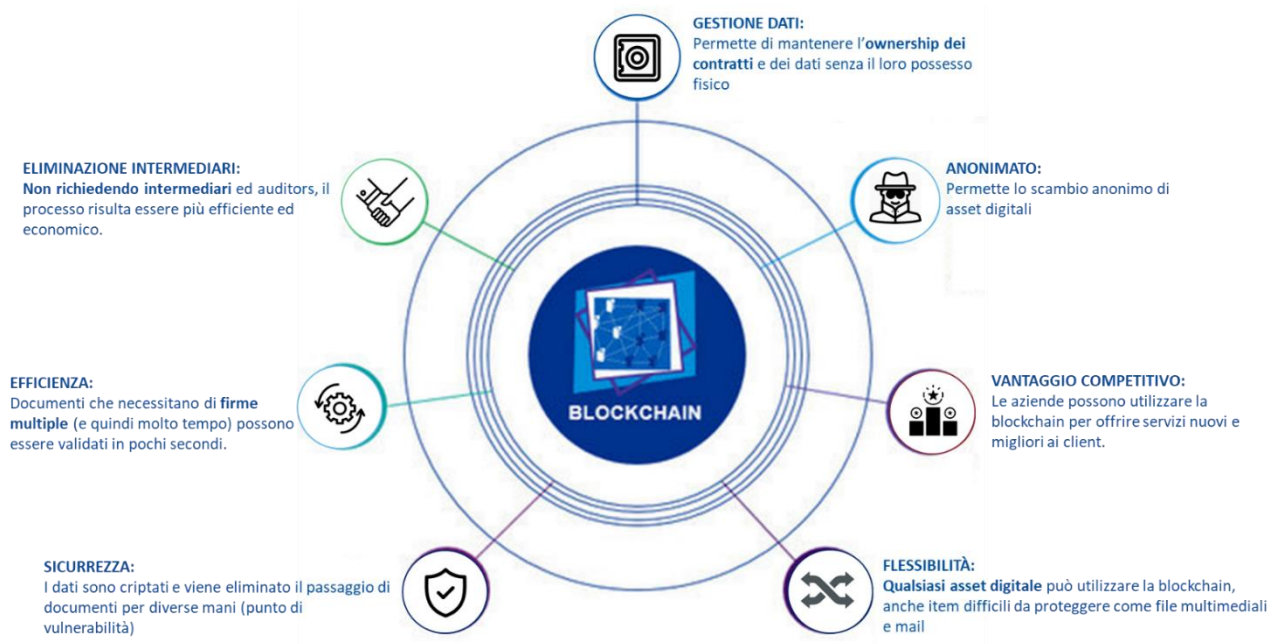 GESTIONE DATI:
Permette di mantenere l'ownership dei
contratti e dei dati senza il loro possesso
fisico
ELIMINAZIONE INTERMEDIARI:
Non richiedendo intermediari ed auditors, il
processo risulta essere più efficiente ed
economico.
ANONIMATO:
Permette lo scambio anonimo di
asset digitali
BLOCKCHAIN
EFFICIENZA:
Documenti che necessitano di firme
multiple (e quindi molto tempo) possono
essere validati in pochi secondi.
VANTAGGIO COMPETITIVO:
Le aziende possono utilizzare la
blockchain per offrire servizi nuovi e
migliori ai client.
SICURREZZA:
I dati sono criptati e viene eliminato il passaggio di
documenti per diverse mani (punto di
vulnerabilità)
FLESSIBILITÀ:
Qualsiasi asset digitale può utilizzare la blockchain,
anche item difficili da proteggere come file multimediali
e mail